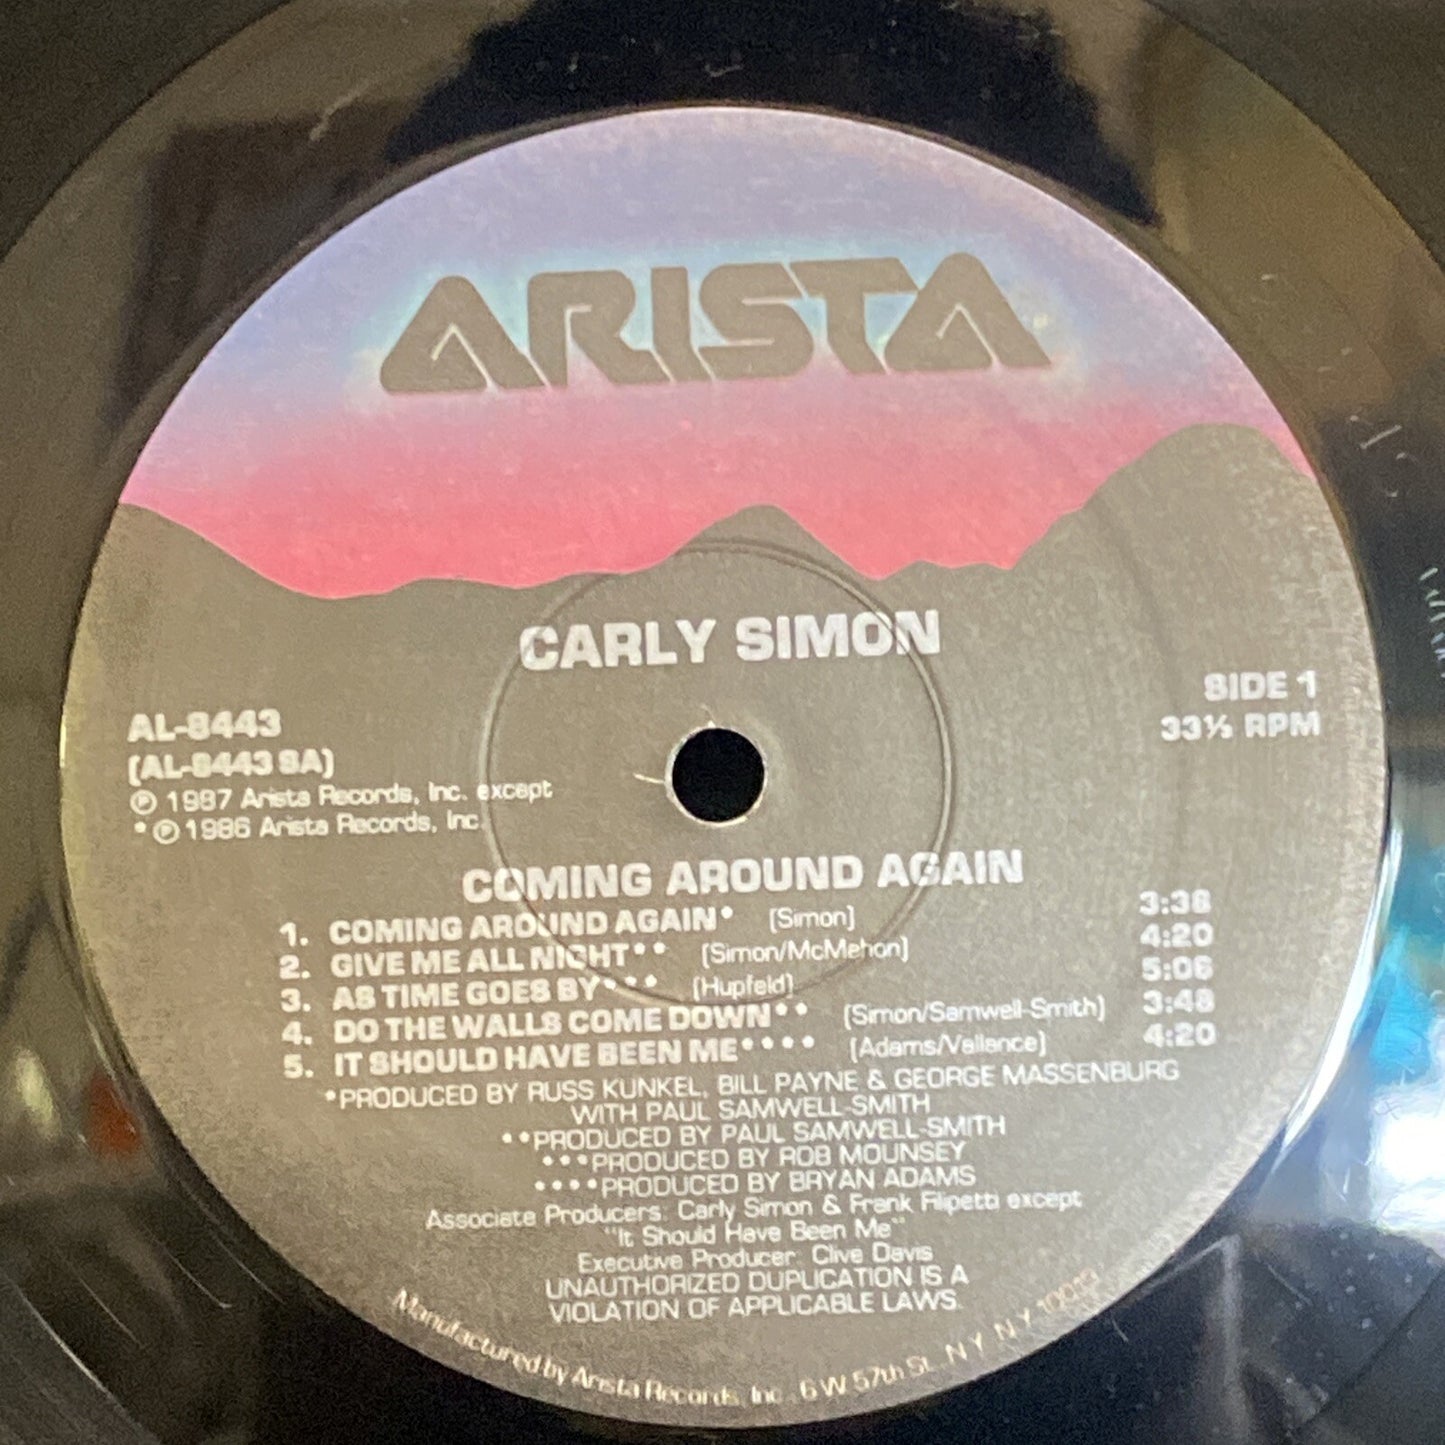 ARISTA
CARLY SIMON
SIDE 1
33⅓ RPM
AL-8443
(AL-8443 SA)
℗ 1987 Arista Records, Inc. except
* ℗ 1986 Arista Records, Inc.
COMING AROUND AGAIN
1. COMING AROUND AGAIN* (Simon) 3:38
2. GIVE ME ALL NIGHT** (Simon/McMahon) 4:20
3. AS TIME GOES BY*** (Hupfeld) 5:06
4. DO THE WALLS COME DOWN** (Simon/Samwell-Smith) 3:48
5. IT SHOULD HAVE BEEN ME**** (Adams/Vallance) 4:20
*PRODUCED BY RUSS KUNKEL, BILL PAYNE & GEORGE MASSENBURG
WITH PAUL SAMWELL-SMITH
**PRODUCED BY PAUL SAMWELL-SMITH
***PRODUCED BY ROB MOUNSEY
****PRODUCED BY BRYAN ADAMS
Associate Producers: Carly Simon & Frank Filipetti except
"It Should Have Been Me"
Executive Producer: Clive Davis
UNAUTHORIZED DUPLICATION IS A
VIOLATION OF APPLICABLE LAWS.
Manufactured by Arista Records, Inc., 6 W 57th St., N Y N Y 10019